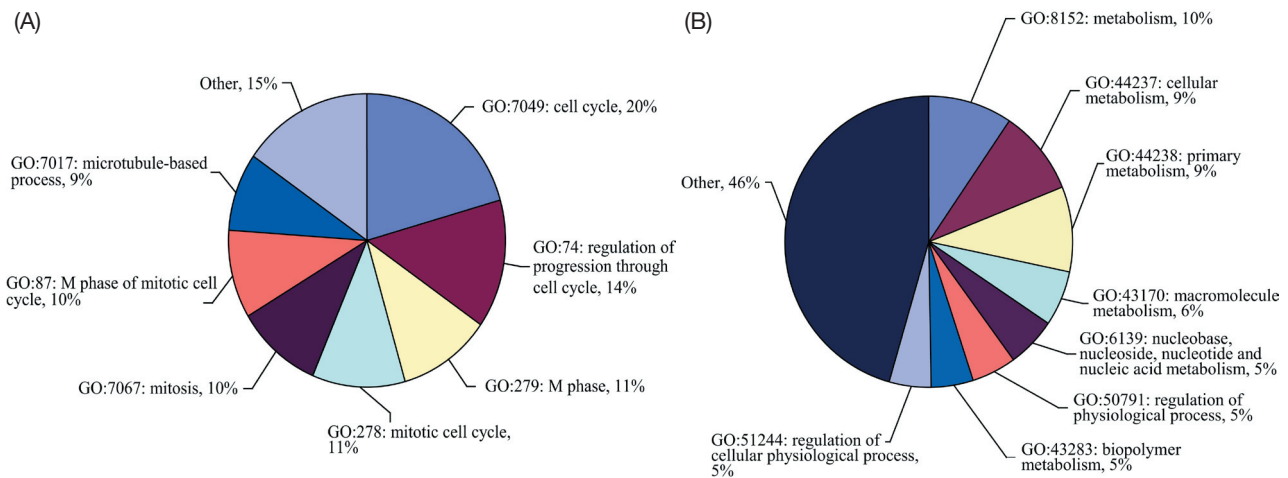 (A)
Other, 15%
GO:7049: cell cycle, 20%
GO:7017: microtubule-based
process, 9%
GO:74: regulation of
progression through
cell cycle, 14%
GO:87: M phase of mitotic cell
cycle, 10%
GO:7067: mitosis, 10%
GO:279: M phase, 11%
GO:278: mitotic cell cycle,
11%
(B)
GO:8152: metabolism, 10%
GO:44237: cellular
metabolism, 9%
GO:44238: primary
metabolism, 9%
Other, 46%
GO:43170: macromolecule
metabolism, 6%
GO:6139: nucleobase,
nucleoside, nucleotide and
nucleic acid metabolism, 5%
GO:50791: regulation of
physiological process, 5%
GO:51244: regulation of
cellular physiological process,
5%
GO:43283: biopolymer
metabolism, 5%